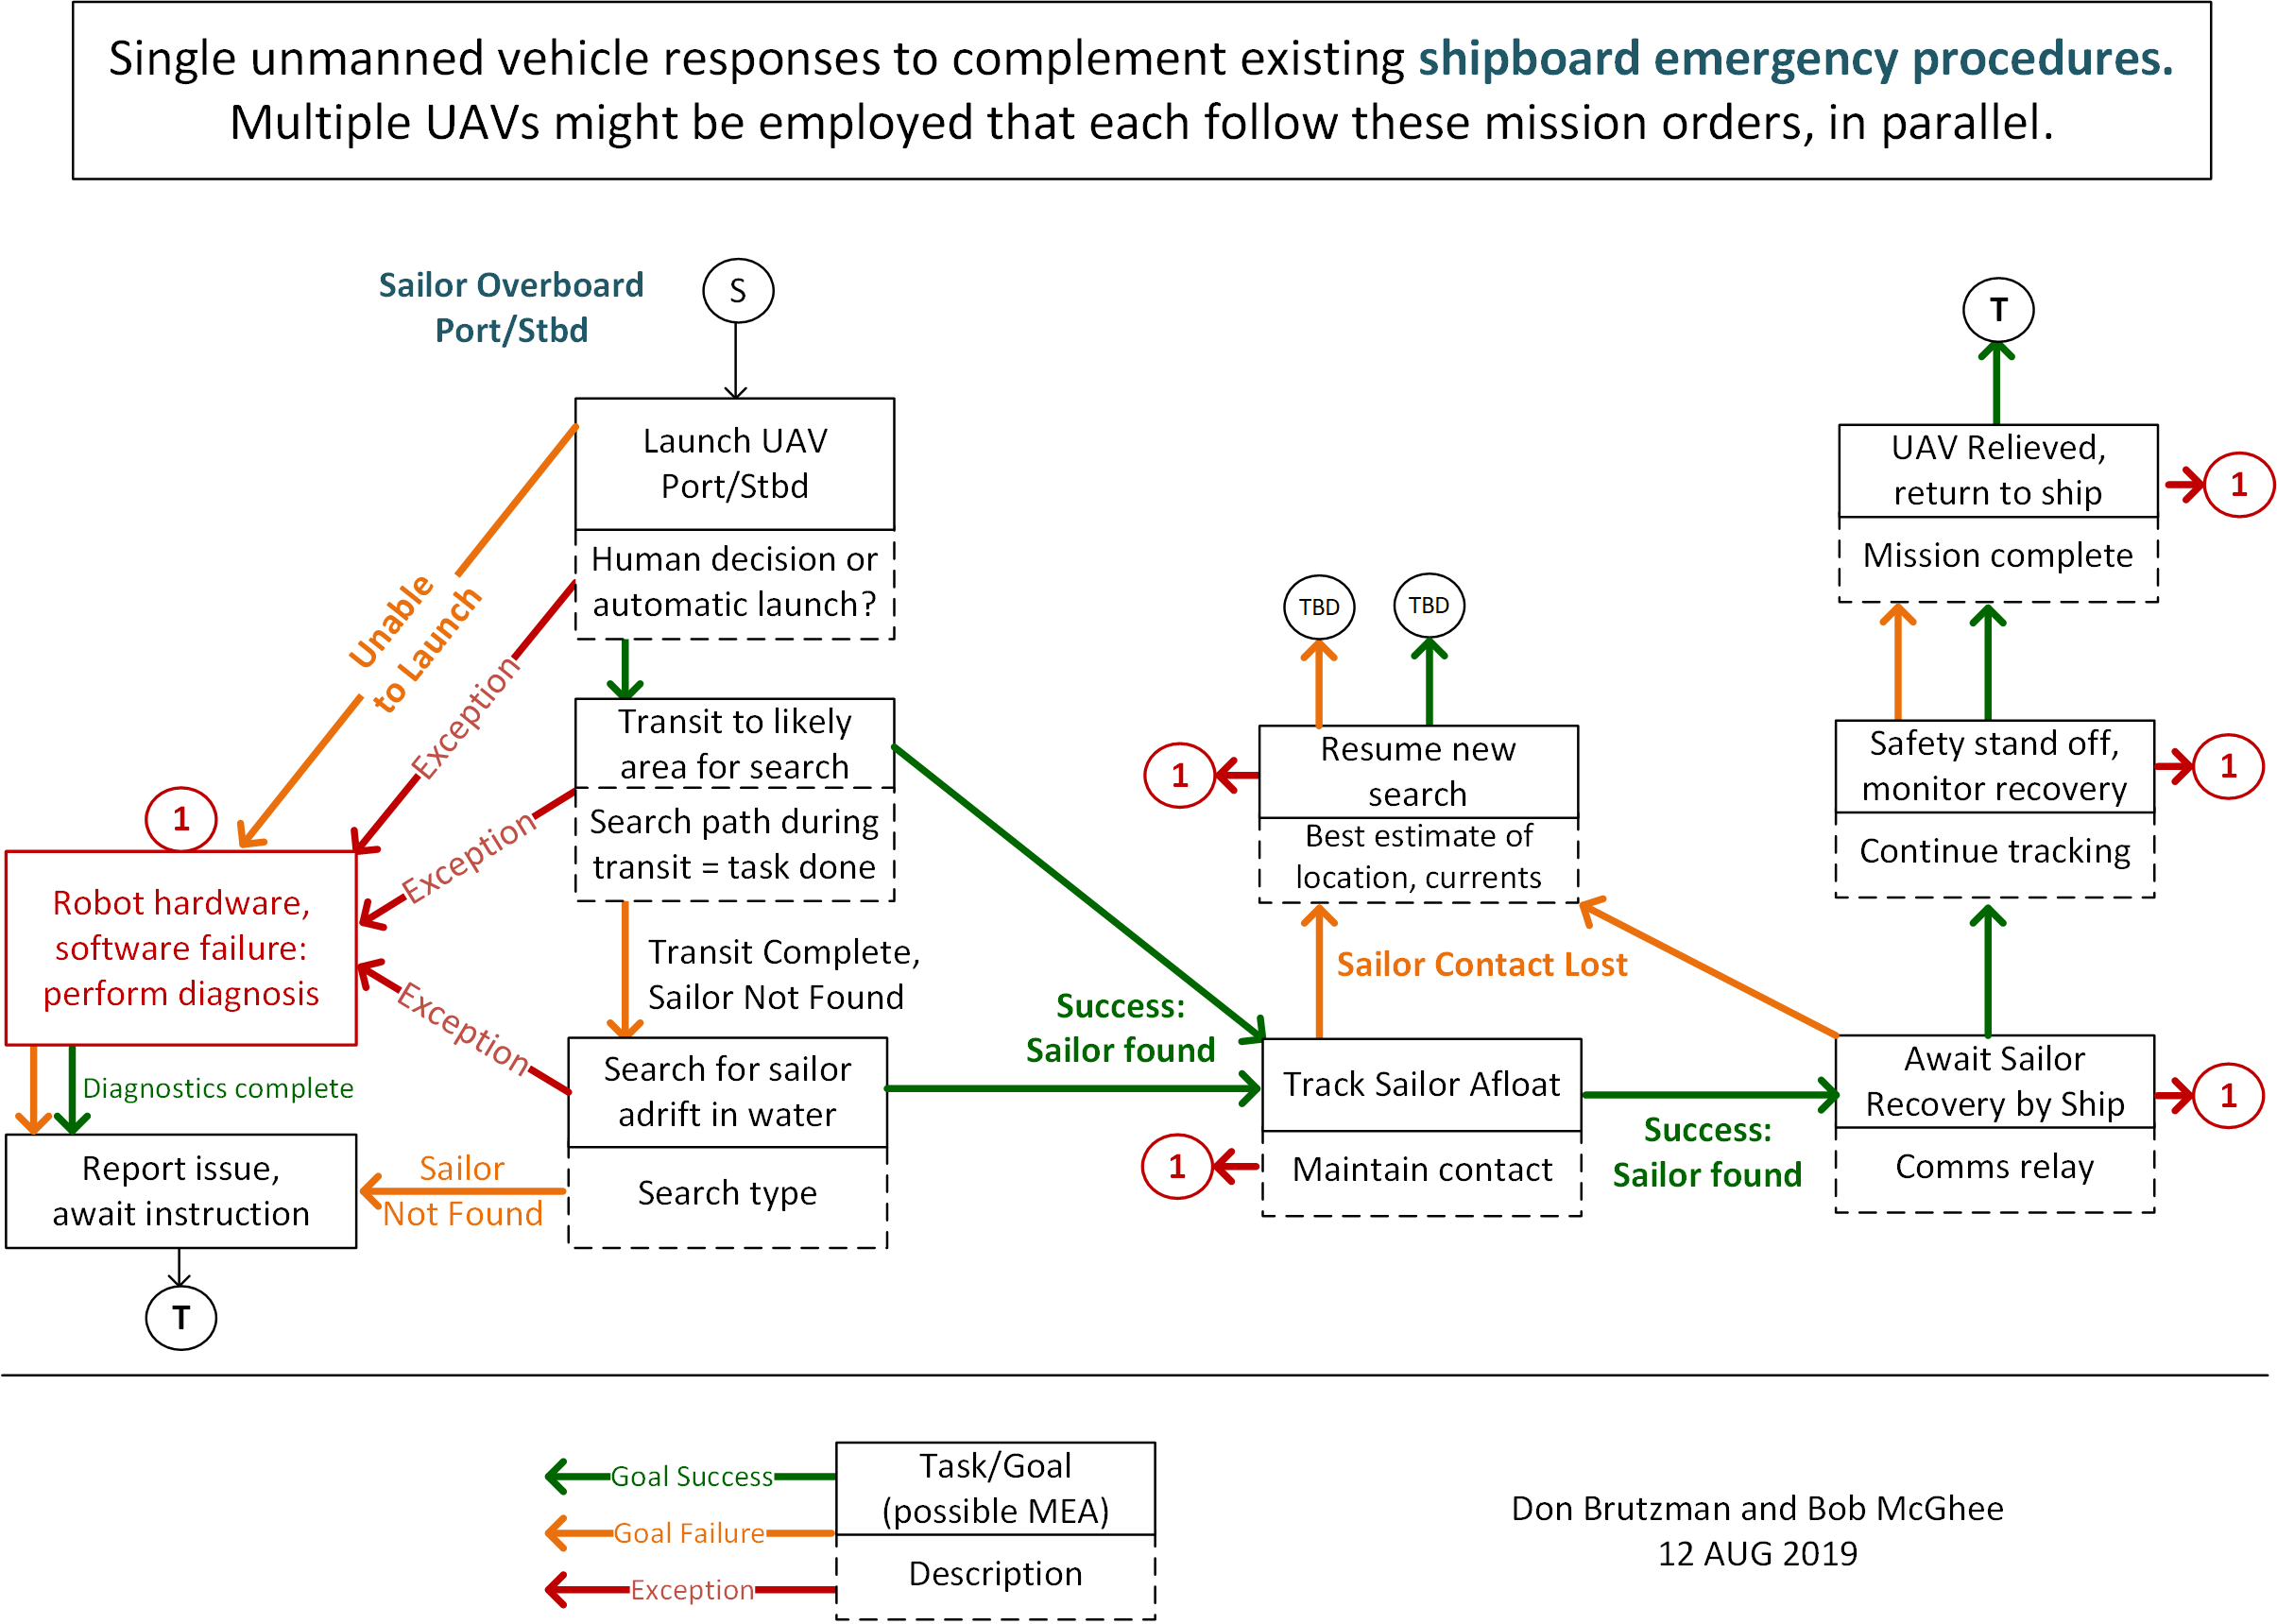 Single unmanned vehicle responses to complement existing shipboard emergency procedures.
Multiple UAVs might be employed that each follow these mission orders, in parallel.
Sailor Overboard
Port/Stbd
S
Launch UAV
Port/Stbd
Human decision or
automatic launch?
Unable
to Launch
Exception
Transit to likely
area for search
Search path during
transit = task done
Exception
1
Robot hardware,
software failure:
perform diagnosis
Transit Complete,
Sailor Not Found
Exception
Diagnostics complete
Search for sailor
adrift in water
Search type
Sailor
Not Found
Report issue,
await instruction
T
Success:
Sailor found
Track Sailor Afloat
Maintain contact
1
Sailor Contact Lost
TBD
TBD
Resume new
search
Best estimate of
location, currents
1
Success:
Sailor found
Await Sailor
Recovery by Ship
Comms relay
1
Safety stand off,
monitor recovery
Continue tracking
1
UAV Relieved,
return to ship
Mission complete
1
T
Goal Success
Goal Failure
Exception
Task/Goal
(possible MEA)
Description
Don Brutzman and Bob McGhee
12 AUG 2019